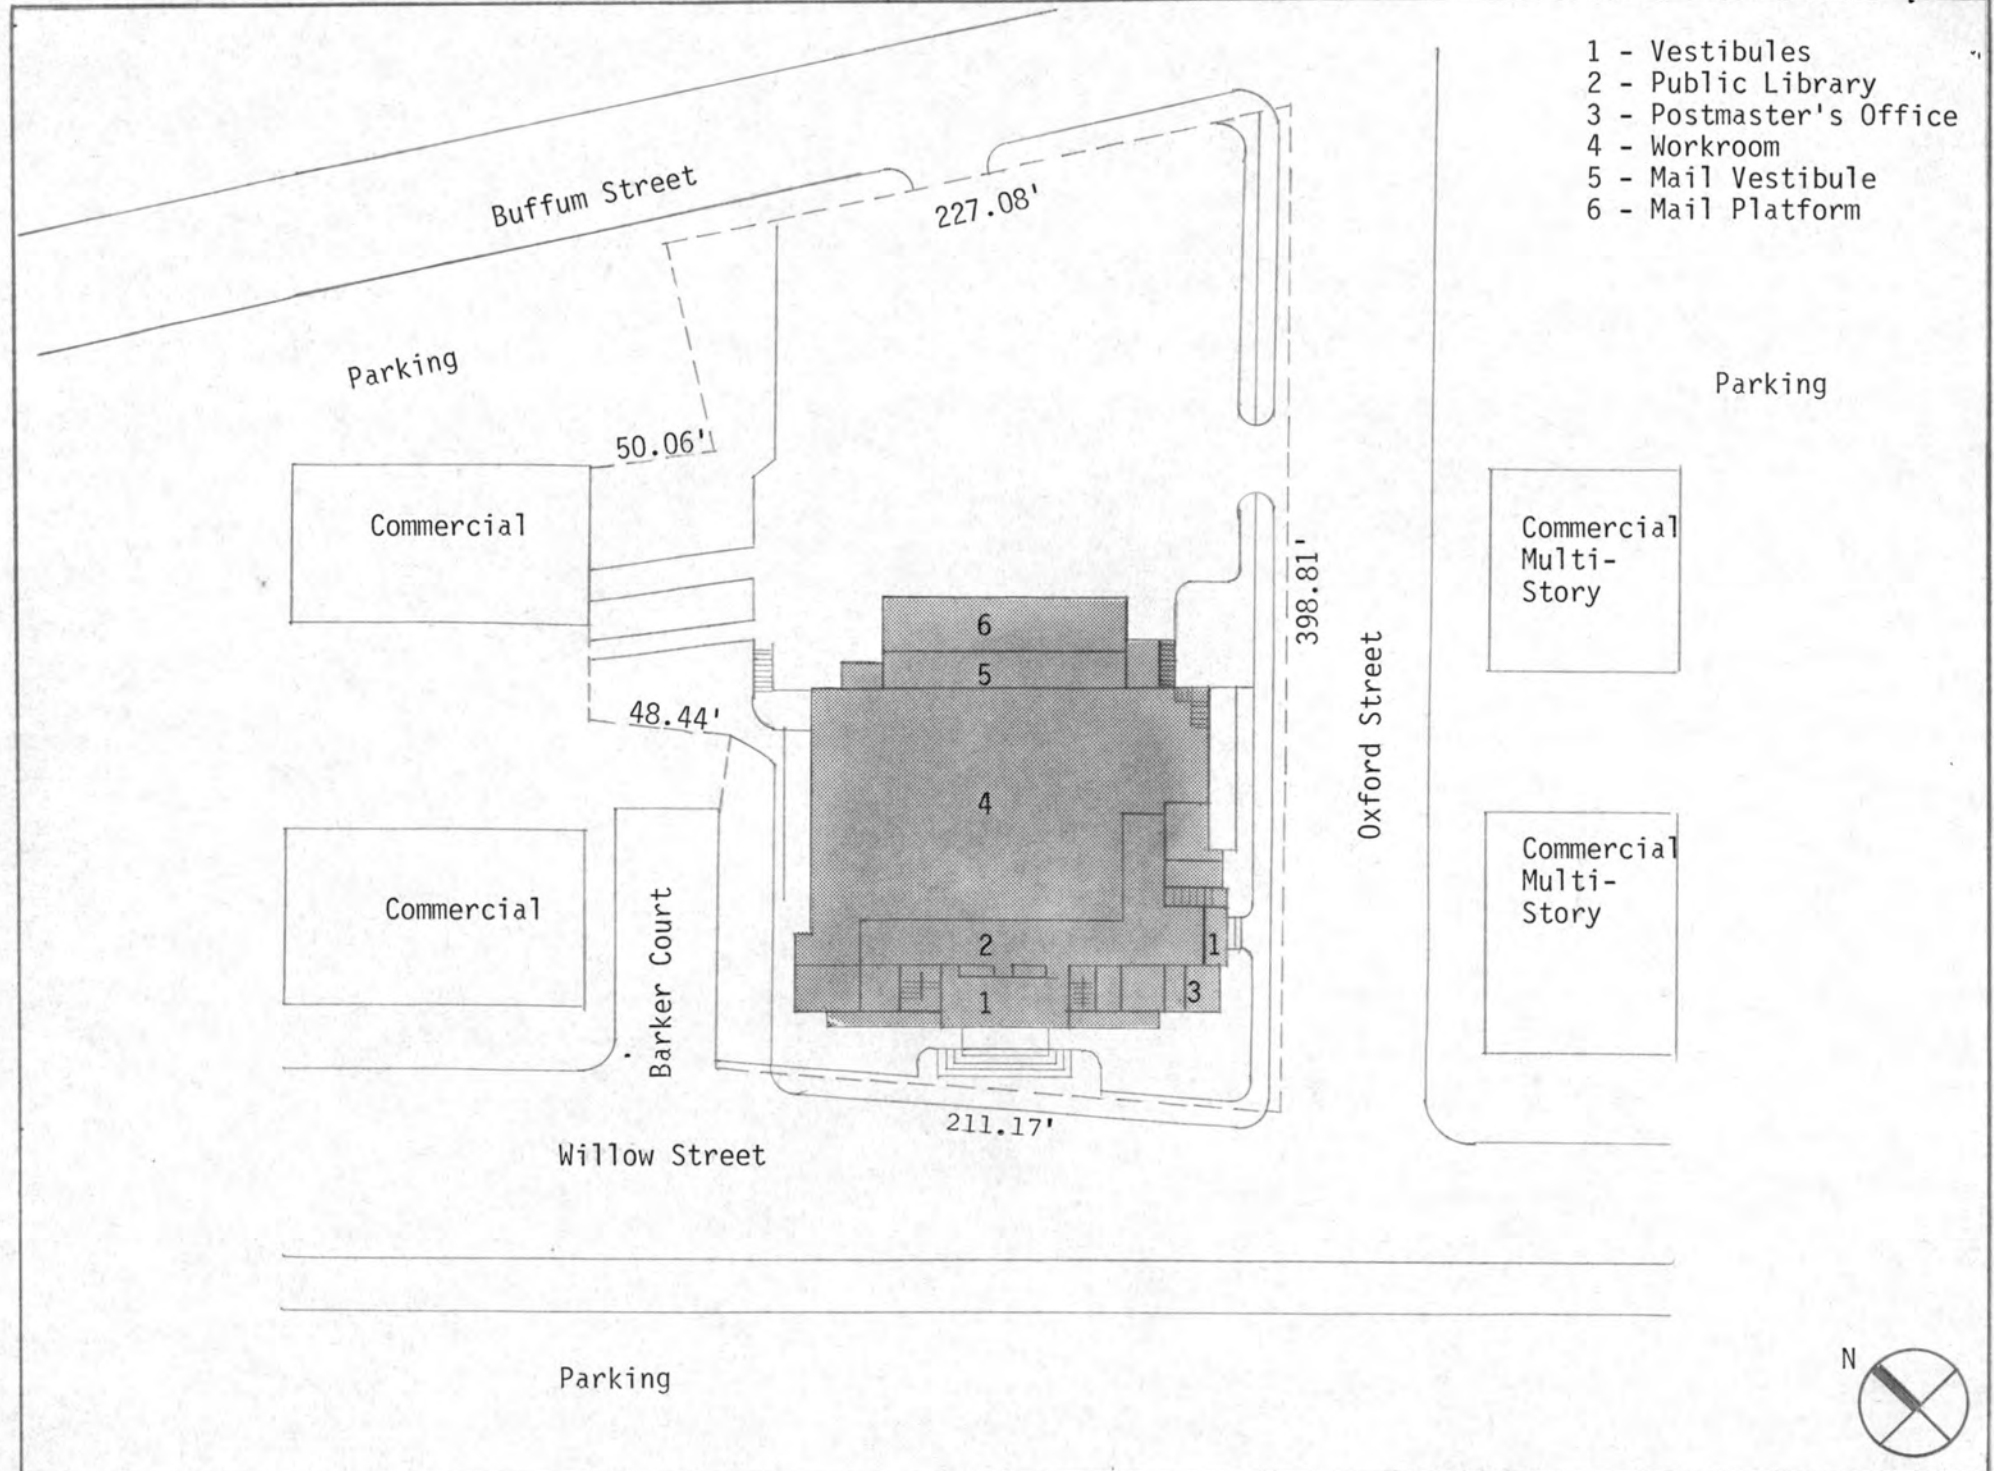 1 - Vestibules
2 - Public Library
3 - Postmaster's Office
4 - Workroom
5 - Mail Vestibule
6 - Mail Platform
Buffum Street
227.08'
Parking
Parking
50.06'
Commercial
Commercial
Multi-
Story
398.81'
6
5
48.44'
Oxford Street
4
Commercial
Multi-
Story
Commercial
Barker Court
2
1
1
3
211.17'
Willow Street
Parking
N